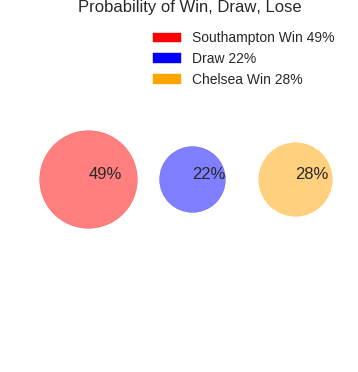 Probability of Win, Draw, Lose
Southampton Win 49%
Draw 22%
Chelsea Win 28%
49%
22%
28%